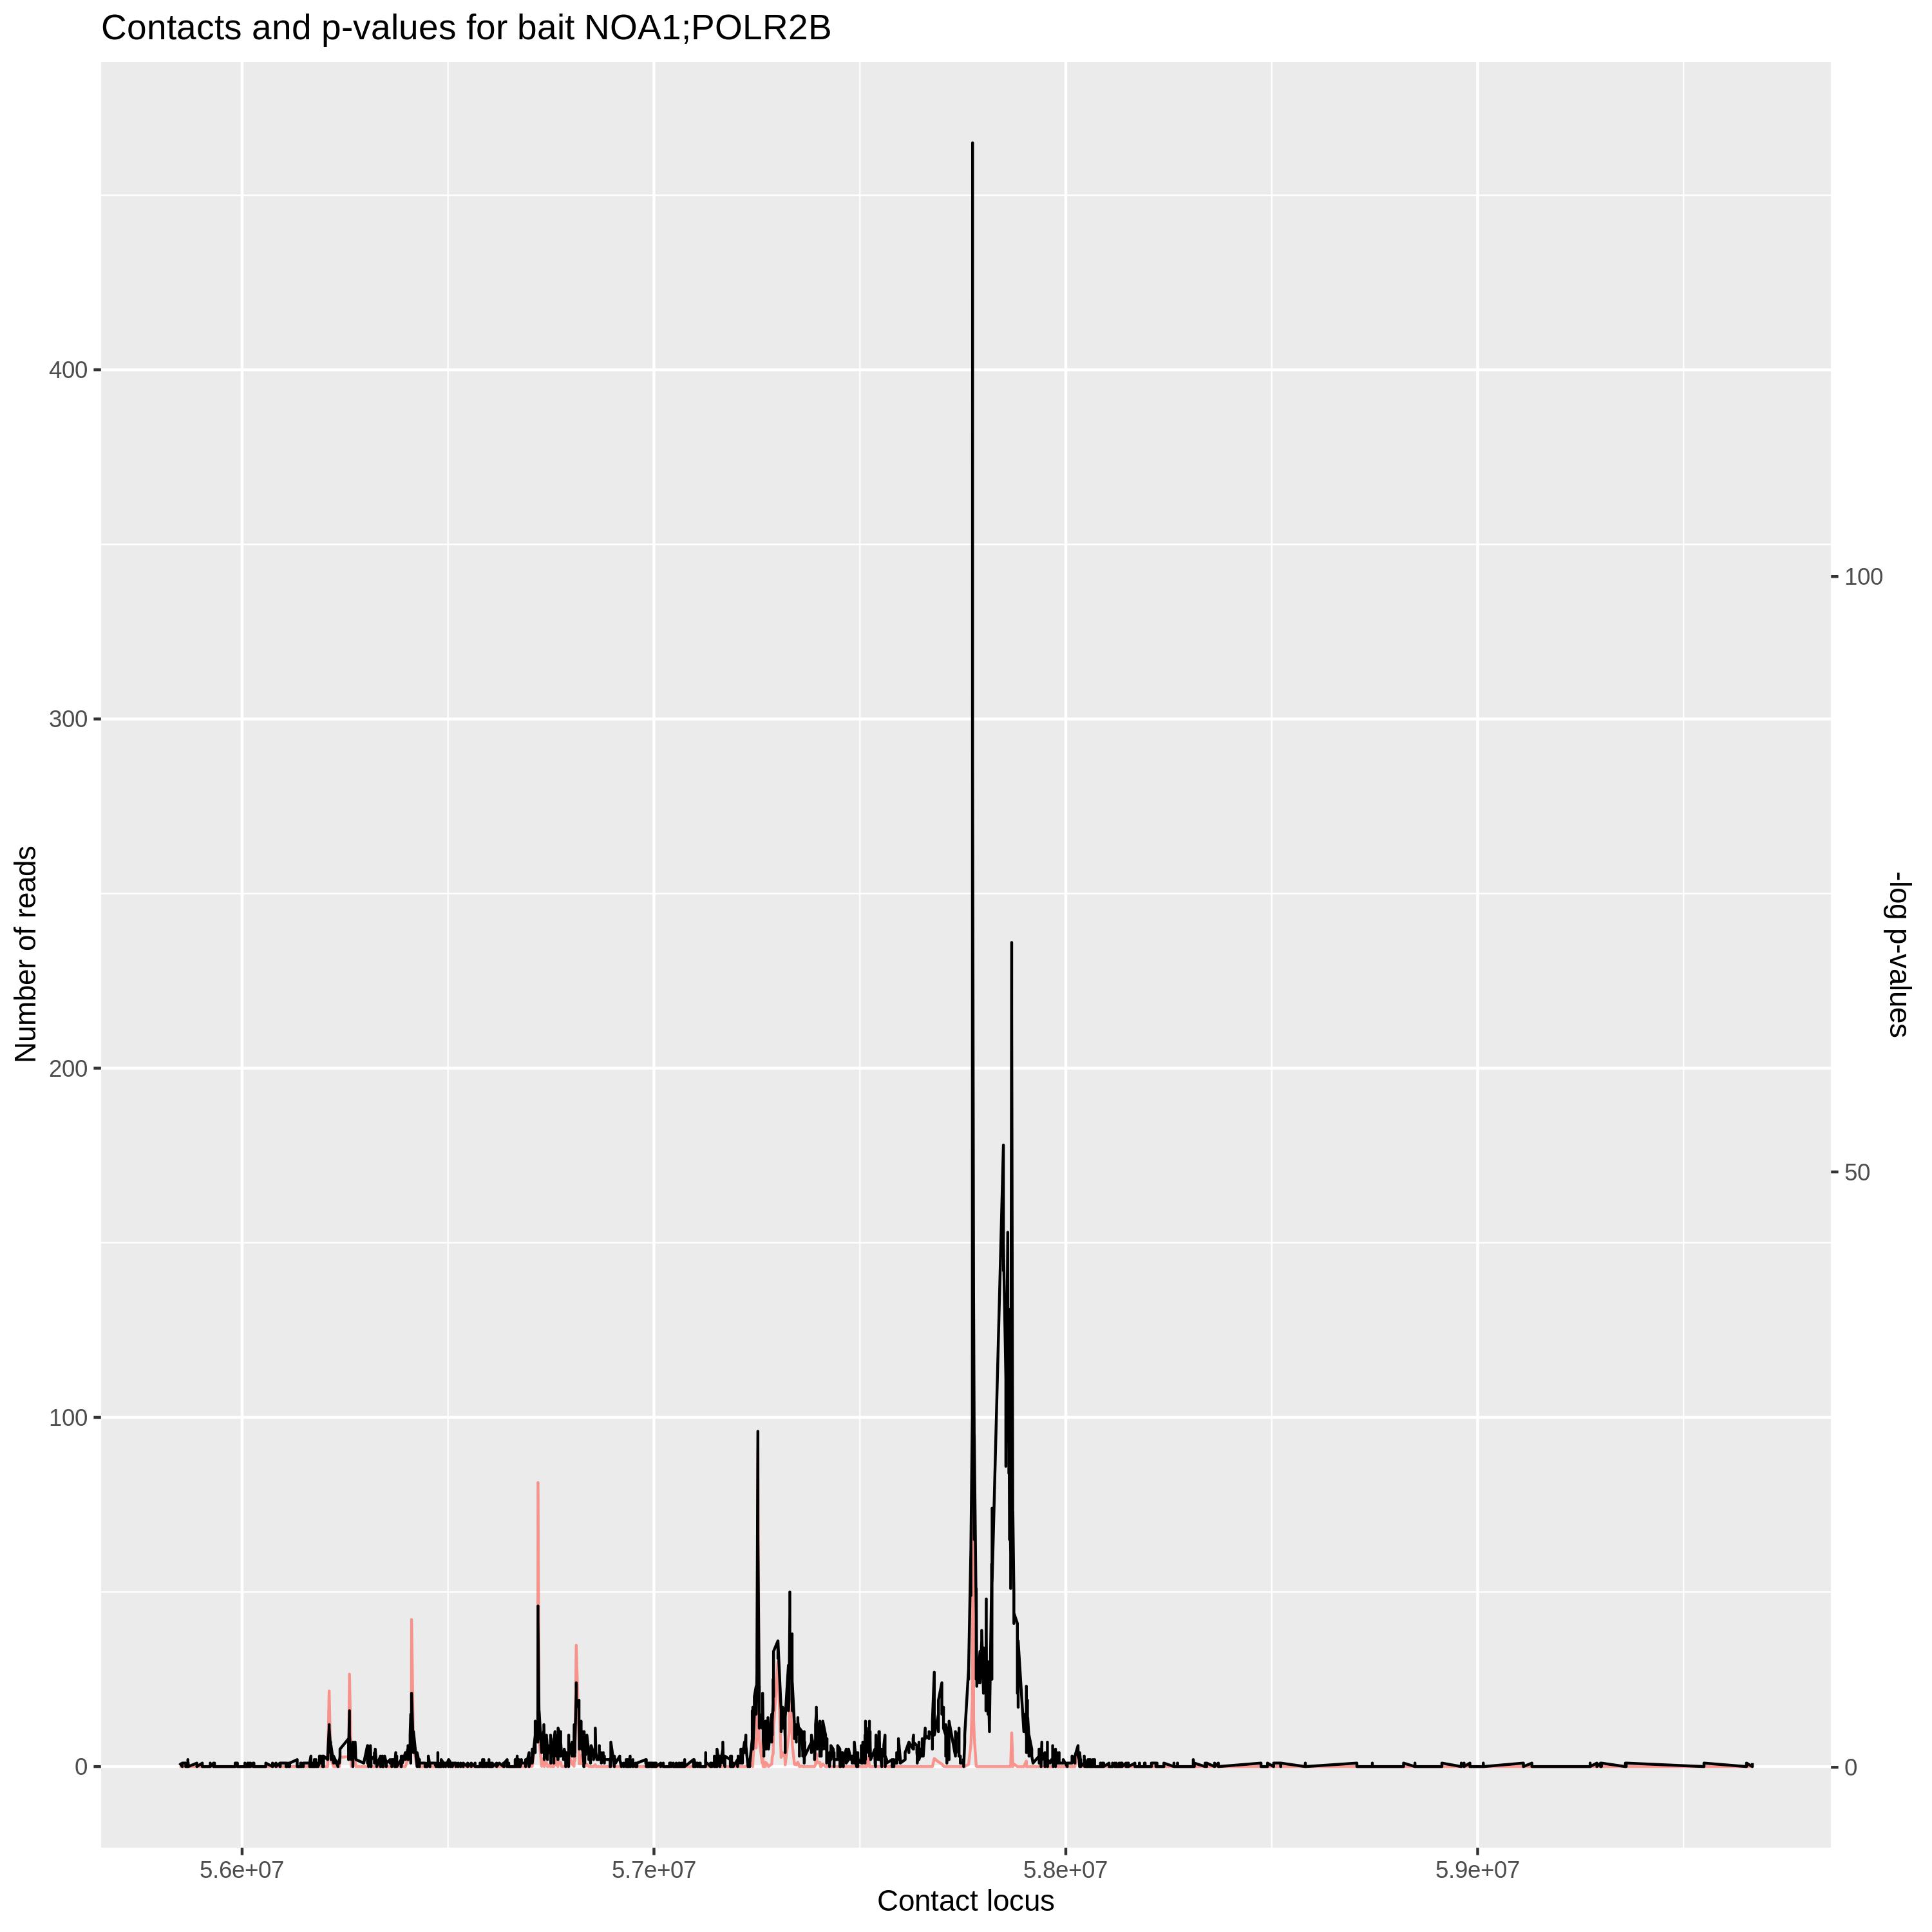 Contacts and p-values for bait NOA1;POLR2B
400
300
200
100
0
Number of reads
100
50
0
-log p-values
5.6e+07 5.7e+07 5.8e+07 5.9e+07
Contact locus